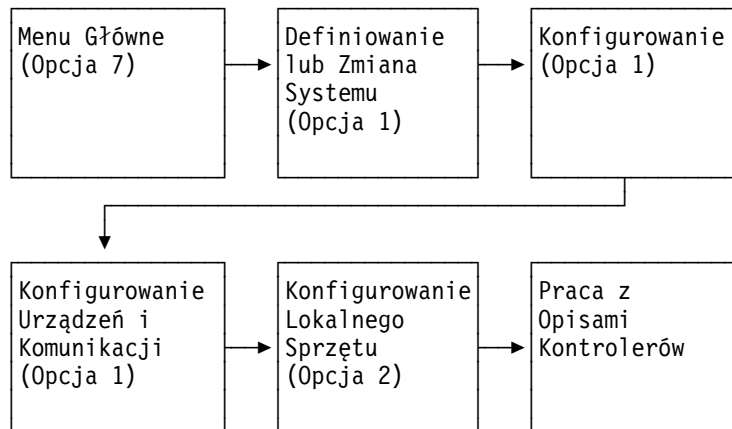 Menu Główne
(Opcja 7)
Definiowanie
lub Zmiana
Systemu
(Opcja 1)
Konfigurowanie
(Opcja 1)
Konfigurowanie
Urządzeń i
Komunikacji
(Opcja 1)
Konfigurowanie
Lokalnego
Sprzętu
(Opcja 2)
Praca z
Opisami
Kontrolerów